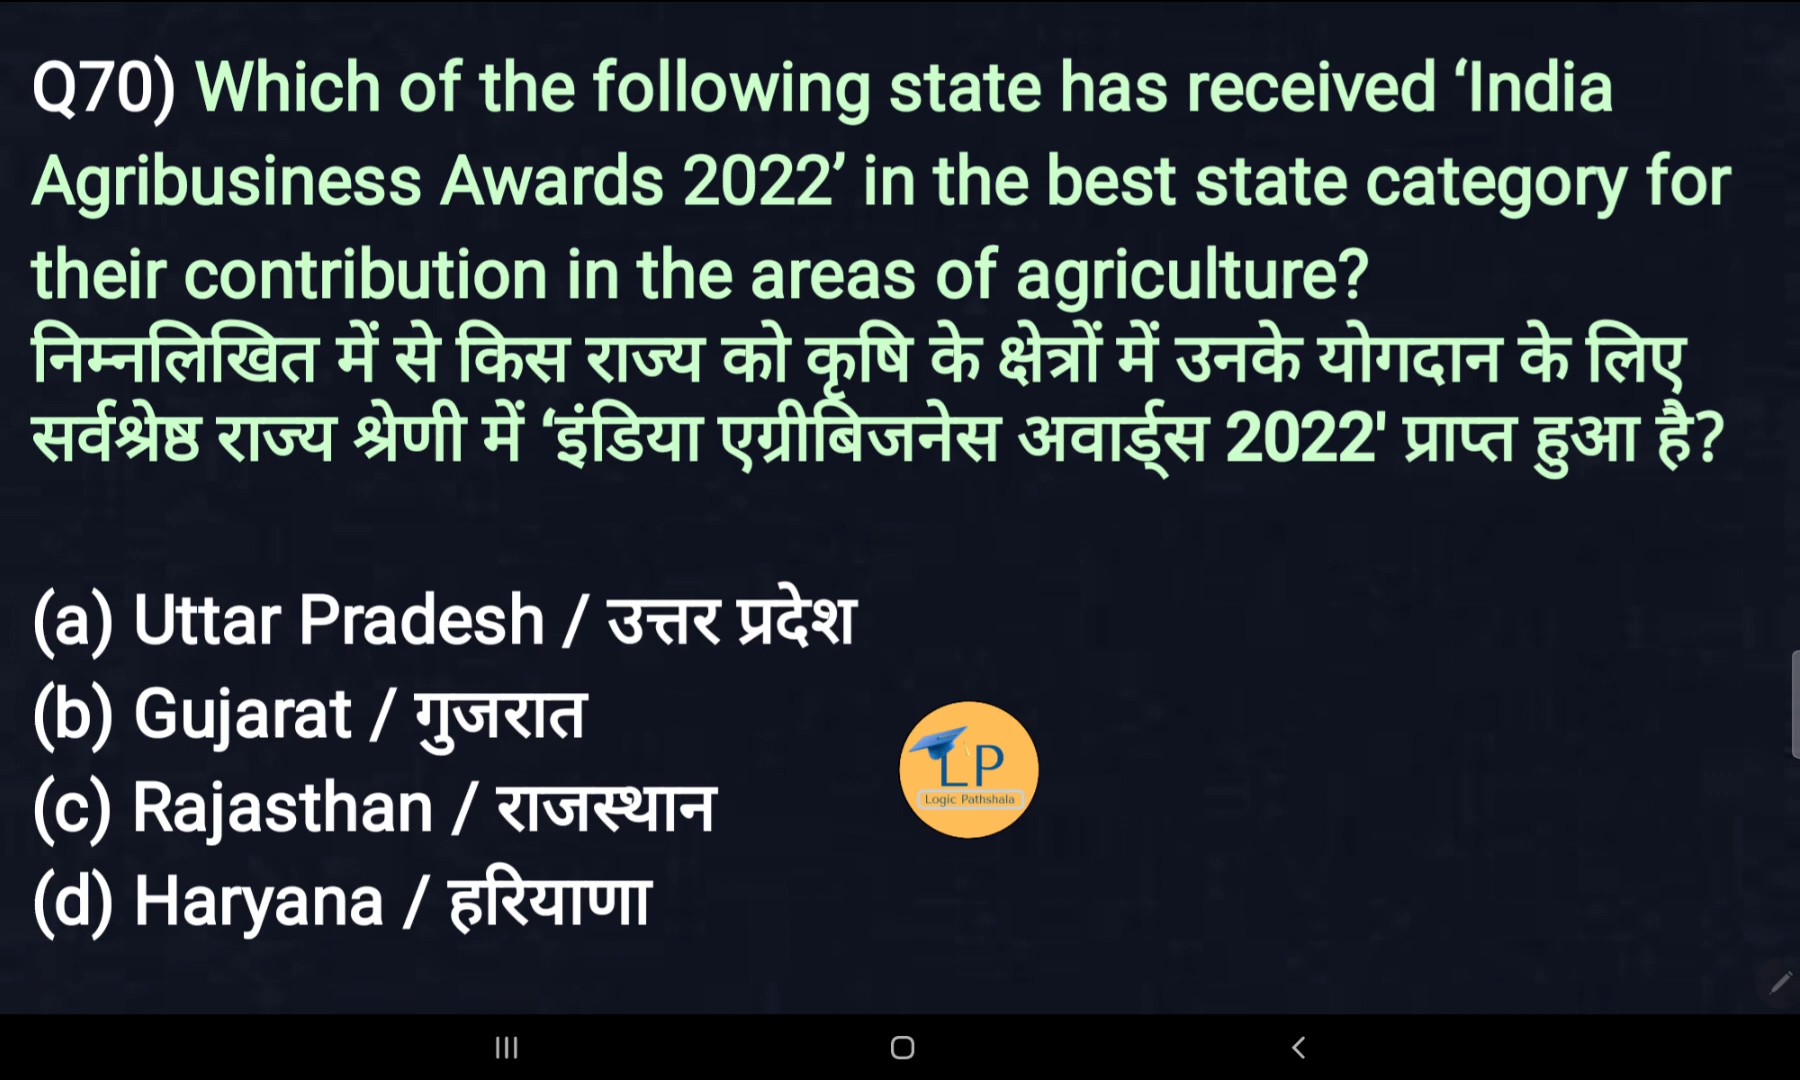 Q70) Which of the following state has received ‘India
Agribusiness Awards 2022’ in the best state category for
their contribution in the areas of agriculture?
निम्नलिखित में से किस राज्य को कृषि के क्षेत्रों में उनके योगदान के लिए
सर्वश्रेष्ठ राज्य श्रेणी में ‘इंडिया एग्रीबिजनेस अवार्ड्स 2022' प्राप्त हुआ है?
(a) Uttar Pradesh / उत्तर प्रदेश
(b) Gujarat / गुजरात
(c) Rajasthan / राजस्थान
(d) Haryana / हरियाणा
LP
Logic Pathshala